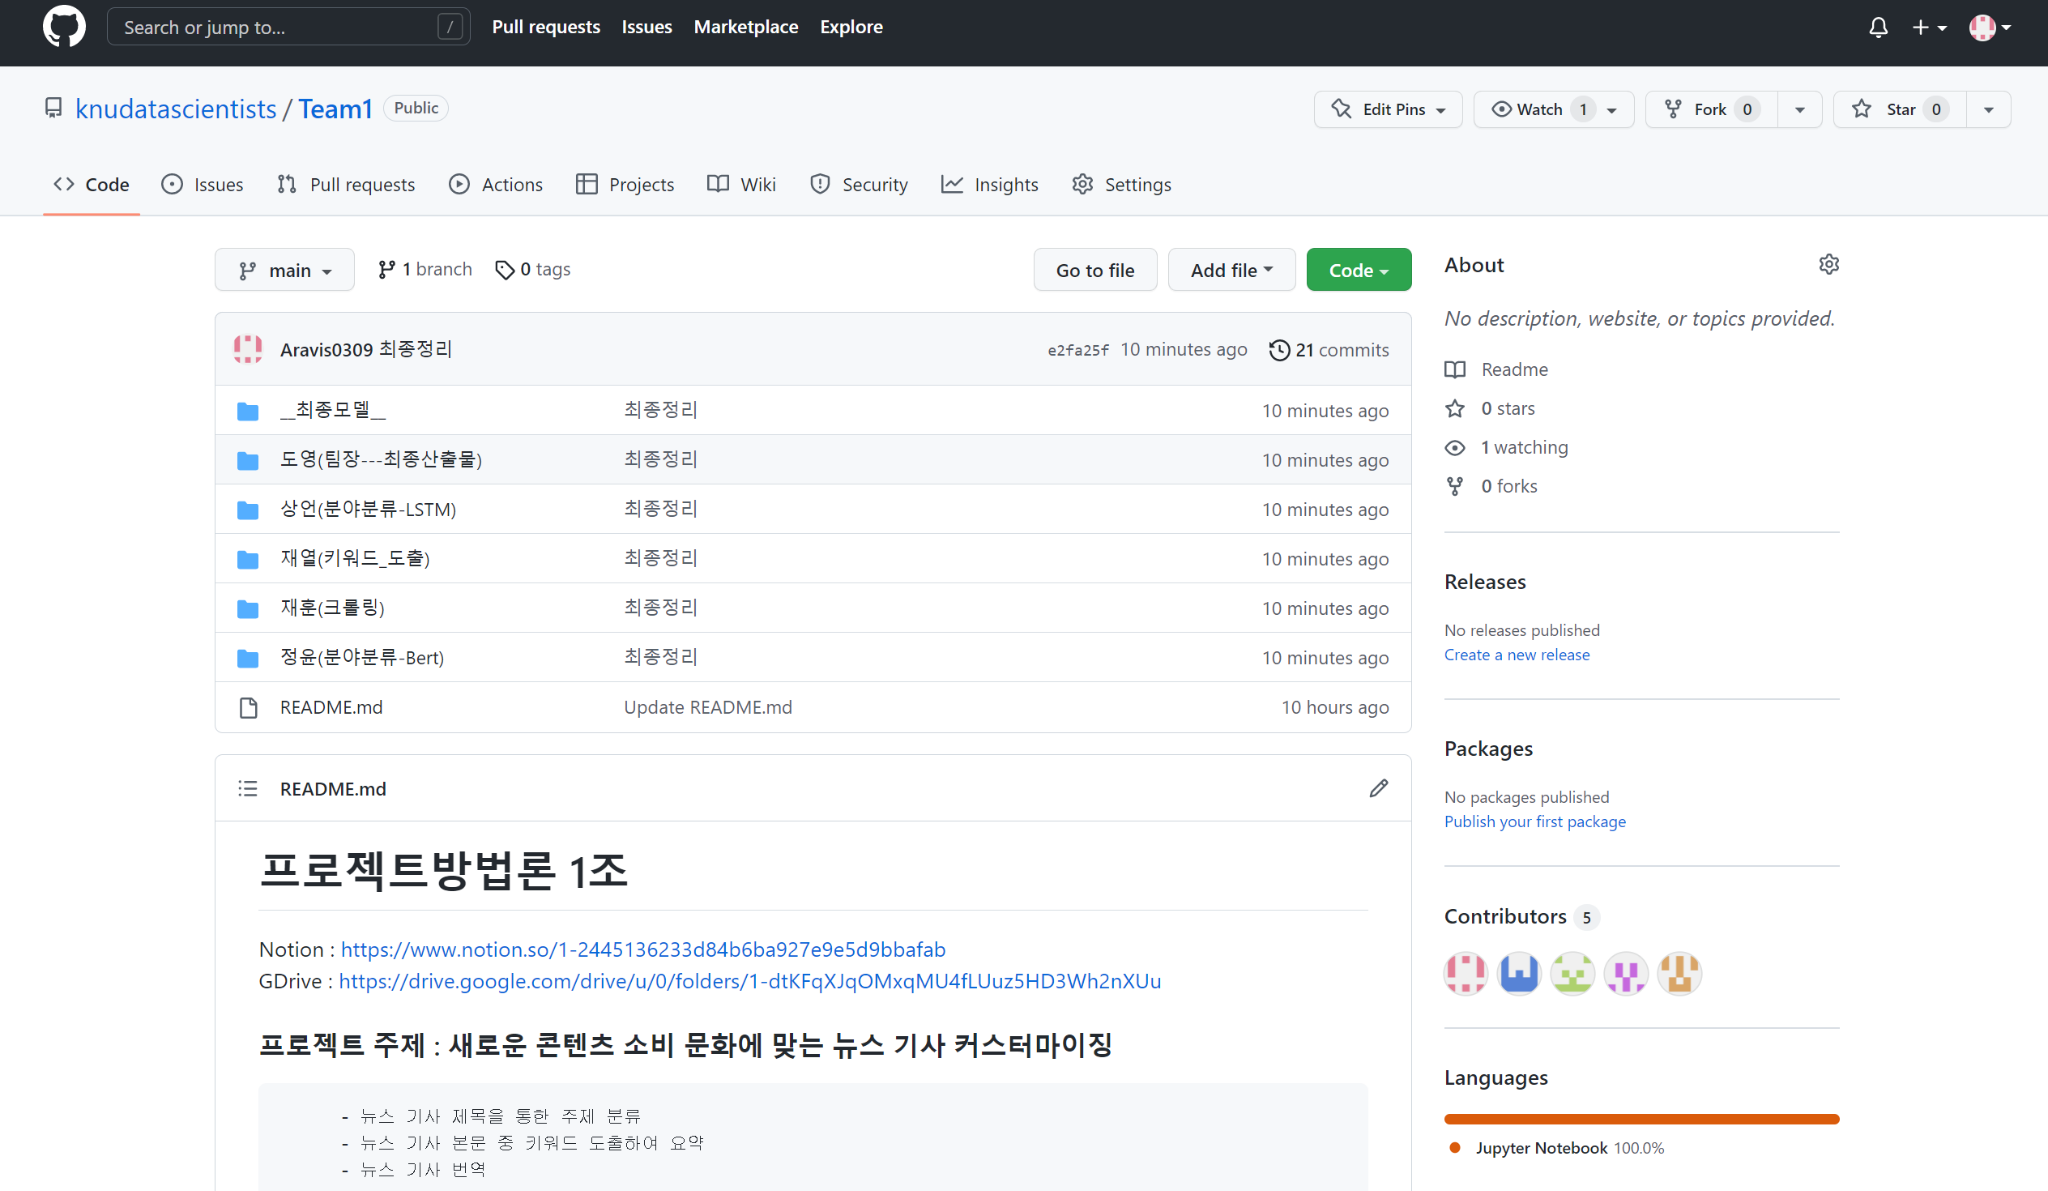 Search or jump to... /
Pull requests Issues Marketplace Explore
knudatascientists / Team1 Public
Edit Pins Watch 1 Fork 0 Star 0
Code Issues Pull requests Actions Projects Wiki Security Insights Settings
main 1 branch 0 tags Go to file Add file Code
Aravis0309 최종정리 e2fa25f 10 minutes ago 21 commits
__최종모델__ 최종정리 10 minutes ago
도영(팀장---최종산출물) 최종정리 10 minutes ago
상언(분야분류-LSTM) 최종정리 10 minutes ago
재열(키워드_도출) 최종정리 10 minutes ago
재훈(크롤링) 최종정리 10 minutes ago
정윤(분야분류-Bert) 최종정리 10 minutes ago
README.md Update README.md 10 hours ago
README.md
프로젝트방법론 1조
Notion : https://www.notion.so/1-2445136233d84b6ba927e9e5d9bbafab
GDrive : https://drive.google.com/drive/u/0/folders/1-dtKFqXJqOMxqMU4fLUuz5HD3Wh2nXUu
프로젝트 주제 : 새로운 콘텐츠 소비 문화에 맞는 뉴스 기사 커스터마이징
- 뉴스 기사 제목을 통한 주제 분류
- 뉴스 기사 본문 중 키워드 도출하여 요약
- 뉴스 기사 번역
About
No description, website, or topics provided.
Readme
0 stars
1 watching
0 forks
Releases
No releases published
Create a new release
Packages
No packages published
Publish your first package
Contributors 5
Languages
Jupyter Notebook 100.0%